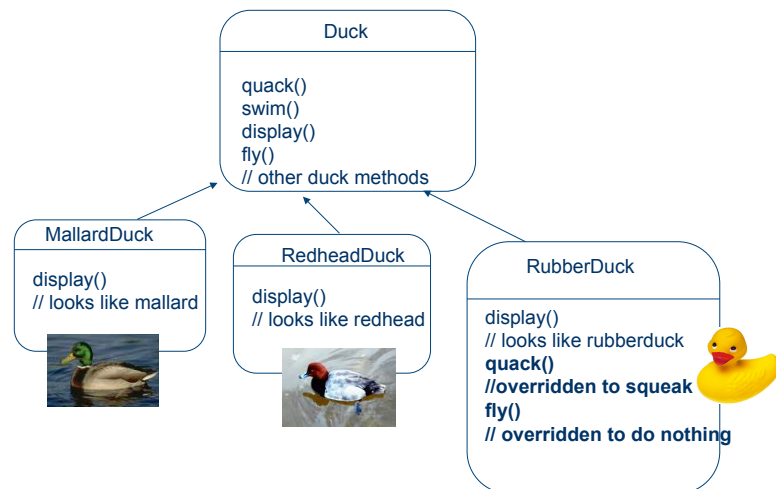 Duck
quack()
swim()
display()
fly()
// other duck methods
MallardDuck
display()
// looks like mallard
RedheadDuck
display()
// looks like redhead
RubberDuck
display()
// looks like rubberduck
quack()
//overridden to squeak
fly()
// overridden to do nothing